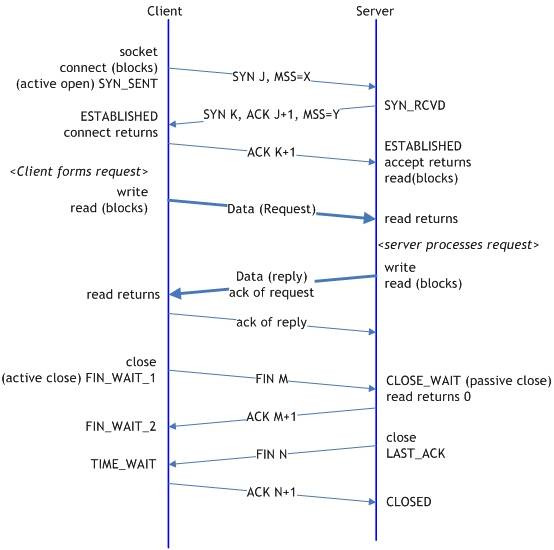 Client
Server
socket
connect (blocks)
(active open) SYN_SENT
SYN J, MSS=X
SYN_RCVD
SYN K, ACK J+1, MSS=Y
ESTABLISHED
connect returns
ACK K+1
ESTABLISHED
accept returns
read(blocks)
<Client forms request>
write
read (blocks)
Data (Request)
read returns
<server processes request>
write
read (blocks)
Data (reply)
ack of request
read returns
ack of reply
close
(active close) FIN_WAIT_1
FIN M
CLOSE_WAIT (passive close)
read returns 0
ACK M+1
FIN_WAIT_2
close
LAST_ACK
FIN N
TIME_WAIT
ACK N+1
CLOSED